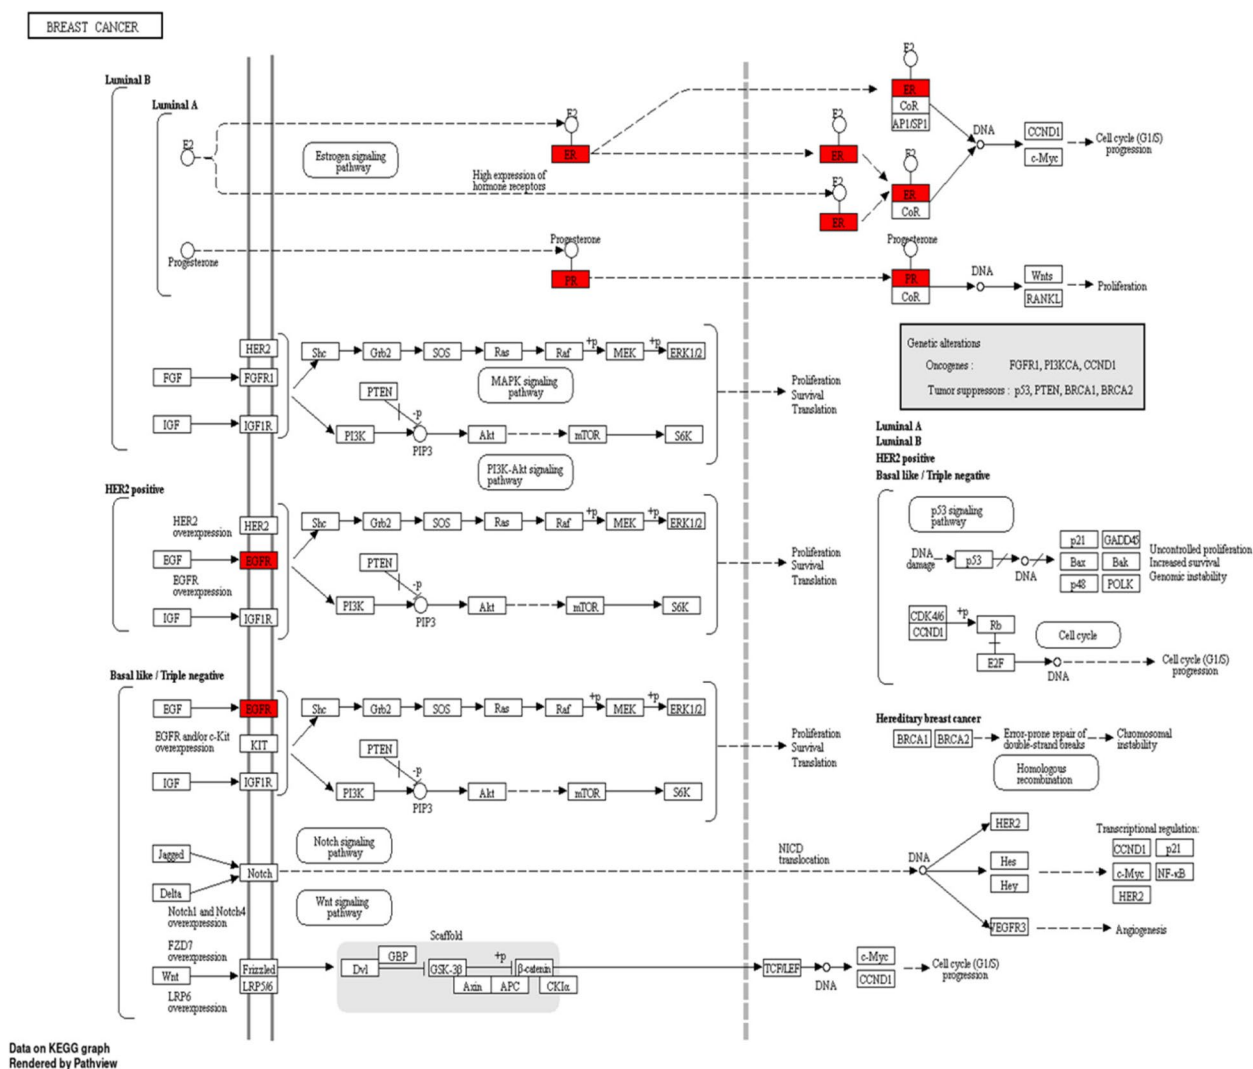 BREAST CANCER
Luminal B
Luminal A
E2
Estrogen signaling
pathway
High expression of
hormone receptors
E2
ER
E2
ER
E2
ER
E2
ER
CoR
AP1/SP1
E2
ER
CoR
DNA
CCND1
c-Myc
Cell cycle (G1/S)
progression
Progesterone
Progesterone
PR
Progesterone
PR
CoR
DNA
Wnts
RANKL
Proliferation
HER2
FGF
FGFR1
IGF
IGF1R
Shc
Grb2
SOS
Ras
Raf
+p
MEK
+p
ERK1/2
MAPK signaling
pathway
PTEN
-p
PI3K
PIP3
Akt
mTOR
S6K
PI3K-Akt signaling
pathway
Proliferation
Survival
Translation
Genetic alterations
Oncogenes : FGFR1, PI3KCA, CCND1
Tumor suppressors : p53, PTEN, BRCA1, BRCA2
HER2 positive
HER2
overexpression
HER2
EGF
EGFR
EGFR
overexpression
IGF
IGF1R
Shc
Grb2
SOS
Ras
Raf
+p
MEK
+p
ERK1/2
PTEN
-p
PI3K
PIP3
Akt
mTOR
S6K
Proliferation
Survival
Translation
Luminal A
Luminal B
HER2 positive
Basal like / Triple negative
p53 signaling
pathway
DNA
damage
p53
DNA
p21
GADD45
Bax
Bak
p48
POLK
Uncontrolled proliferation
Increased survival
Genomic instability
CDK4/6
CCND1
+p
Rb
E2F
Cell cycle
DNA
Cell cycle (G1/S)
progression
Basal like / Triple negative
EGF
EGFR
EGFR and/or c-Kit
overexpression
KIT
IGF
IGF1R
Shc
Grb2
SOS
Ras
Raf
+p
MEK
+p
ERK1/2
PTEN
-p
PI3K
PIP3
Akt
mTOR
S6K
Proliferation
Survival
Translation
Hereditary breast cancer
BRCA1
BRCA2
Error-prone repair of
double-strand breaks
Chromosomal
instability
Homologous
recombination
Jagged
Delta
Notch
Notch1 and Notch4
overexpression
Notch signaling
pathway
NICD
translocation
DNA
HER2
Hes
Hey
VEGFR3
Transcriptional regulation:
CCND1
p21
c-Myc
NF-κB
HER2
Angiogenesis
Wnt signaling
pathway
FZD7
overexpression
Wnt
LRP6
overexpression
Frizzled
LRP5/6
Scaffold
Dvl
GBP
GSK-3β
+p
β-catenin
Axin
APC
CKIα
TCF/LEF
DNA
c-Myc
CCND1
Cell cycle (G1/S)
progression
Data on KEGG graph
Rendered by Pathview